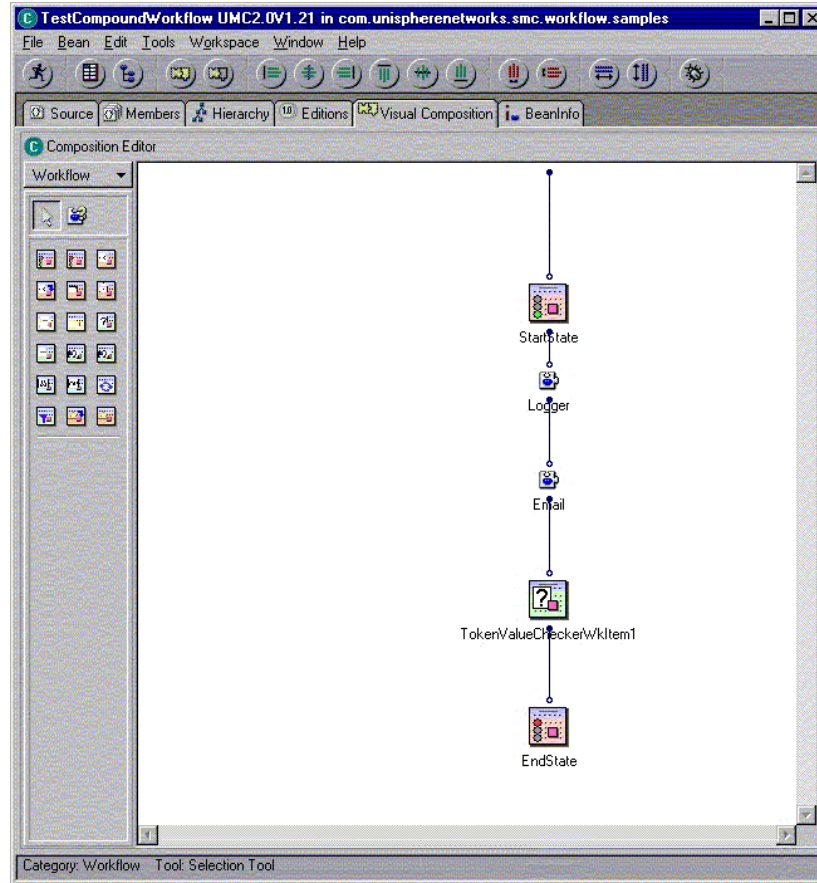 TestCompoundWorkflow UMC2.0V1.21 in com.unispherenetworks.smc.workflow.samples
File Bean Edit Tools Workspace Window Help
Source Members Hierarchy Editions Visual Composition BeanInfo
Composition Editor
Workflow
StartState
Logger
Email
TokenValueCheckerWkItem1
EndState
Category: Workflow Tool: Selection Tool